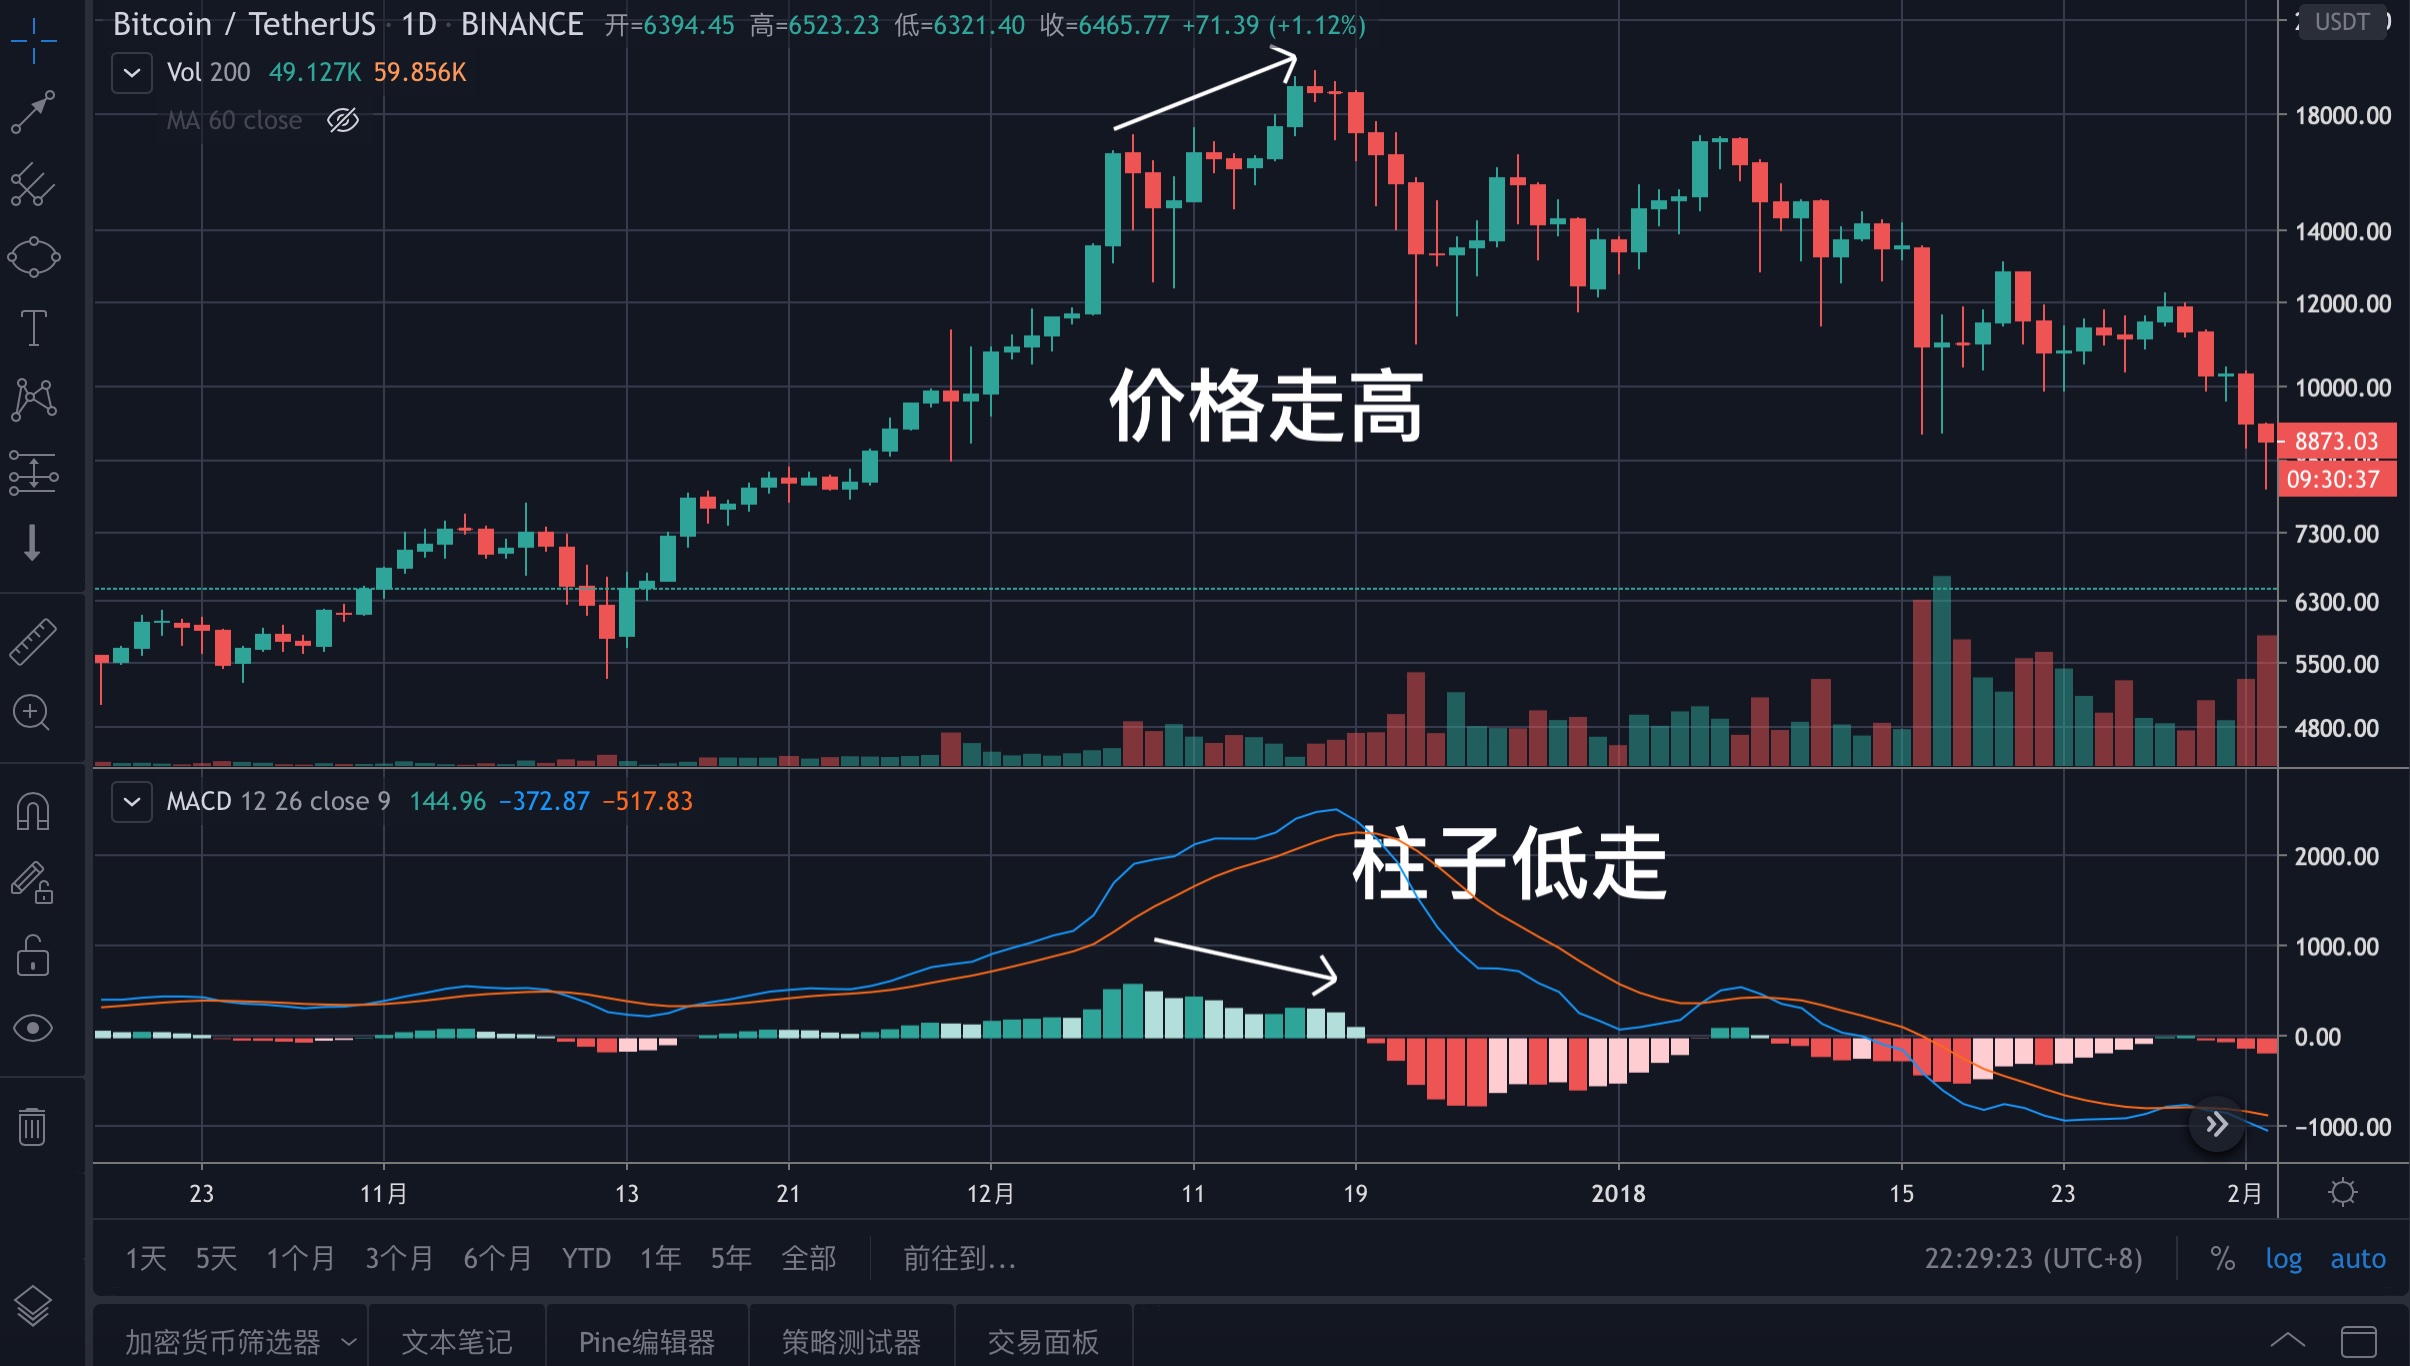 Bitcoin / TetherUS · 1D · BINANCE 开=6394.45 高=6523.23 低=6321.40 收=6465.77 +71.39 (+1.12%)
USDT
Vol 200 49.127K 59.856K
MA 60 close
18000.00
14000.00
12000.00
价格走高
10000.00
8873.03
09:30:37
7300.00
6300.00
5500.00
4800.00
MACD 12 26 close 9 144.96 −372.87 −517.83
柱子低走
2000.00
1000.00
0.00
−1000.00
23 11月 13 21 12月 11 19 2018 15 23 2月
1天 5天 1个月 3个月 6个月 YTD 1年 5年 全部 前往到... 22:29:23 (UTC+8) % log auto
加密货币筛选器 文本笔记 Pine编辑器 策略测试器 交易面板